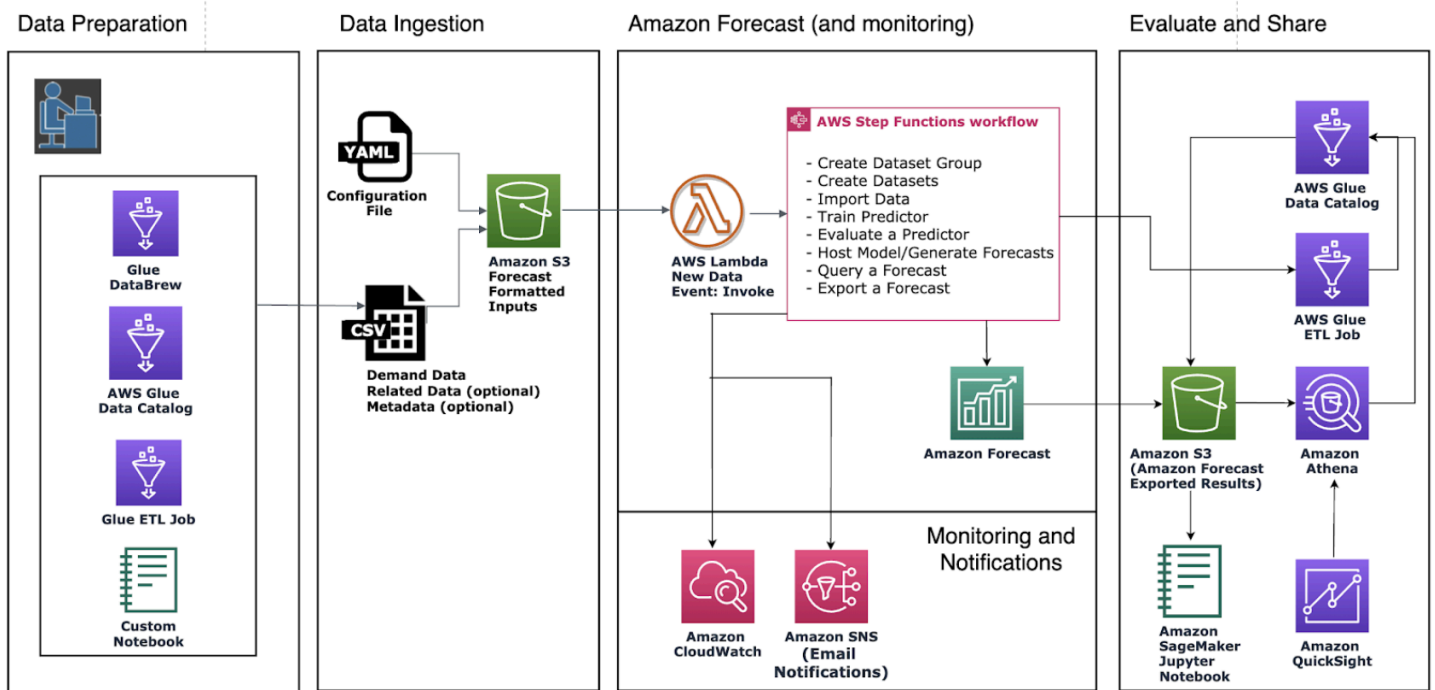 Data Preparation
Data Ingestion
Amazon Forecast (and monitoring)
Evaluate and Share
Glue
DataBrew
AWS Glue
Data Catalog
Glue ETL Job
Custom
Notebook
YAML
Configuration
File
CSV
Demand Data
Related Data (optional)
Metadata (optional)
Amazon S3
Forecast
Formatted
Inputs
AWS Lambda
New Data
Event: Invoke
AWS Step Functions workflow
- Create Dataset Group
- Create Datasets
- Import Data
- Train Predictor
- Evaluate a Predictor
- Host Model/Generate Forecasts
- Query a Forecast
- Export a Forecast
Amazon Forecast
Monitoring and
Notifications
Amazon
CloudWatch
Amazon SNS
(Email
Notifications)
AWS Glue
Data Catalog
AWS Glue
ETL Job
Amazon S3
(Amazon Forecast
Exported Results)
Amazon
Athena
Amazon
SageMaker
Jupyter
Notebook
Amazon
QuickSight